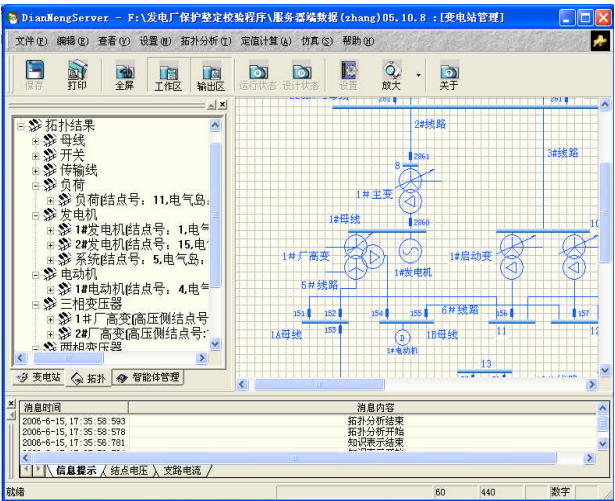 DianNengServer - F:\发电厂保护整定校验程序\服务器端数据(zhang)05.10.8 :[变电站管理]
文件(F) 编辑(E) 查看(V) 设置(M) 拓扑分析(T) 定值计算(A) 仿真(S) 帮助(H)
保存 打印 全屏 工作区 输出区 运行状态 设计状态 设置 放大 关于
拓扑结果
母线
开关
传输线
负荷
负荷(结点号: 11,电气岛:
发电机
1#发电机(结点号: 1,电气
2#发电机(结点号: 15,电
系统(结点号: 5,电气岛:
电动机
1#电动机(结点号: 4,电气
三相变压器
1#厂高变(高压侧结点号
2#厂高变(高压侧结点号:
两相变压器
变电站 拓扑 智能体管理
281 261
2#线路
2861
3#线路
8
1#主变
1#母线
2860
10
1#厂高变
1#发电机
1#启动变
5#线路
6#线路
151 152 154 155 156 157
153
1A母线
D
1B母线
11
12
1#电动机
13
消息时间 消息内容
2006-6-15,17:35:58:593 拓扑分析结束
2006-6-15,17:35:58:578 拓扑分析开始
2006-6-15,17:35:56:781 知识表示结束
信息提示 结点电压 支路电流
就绪 60 440 数字